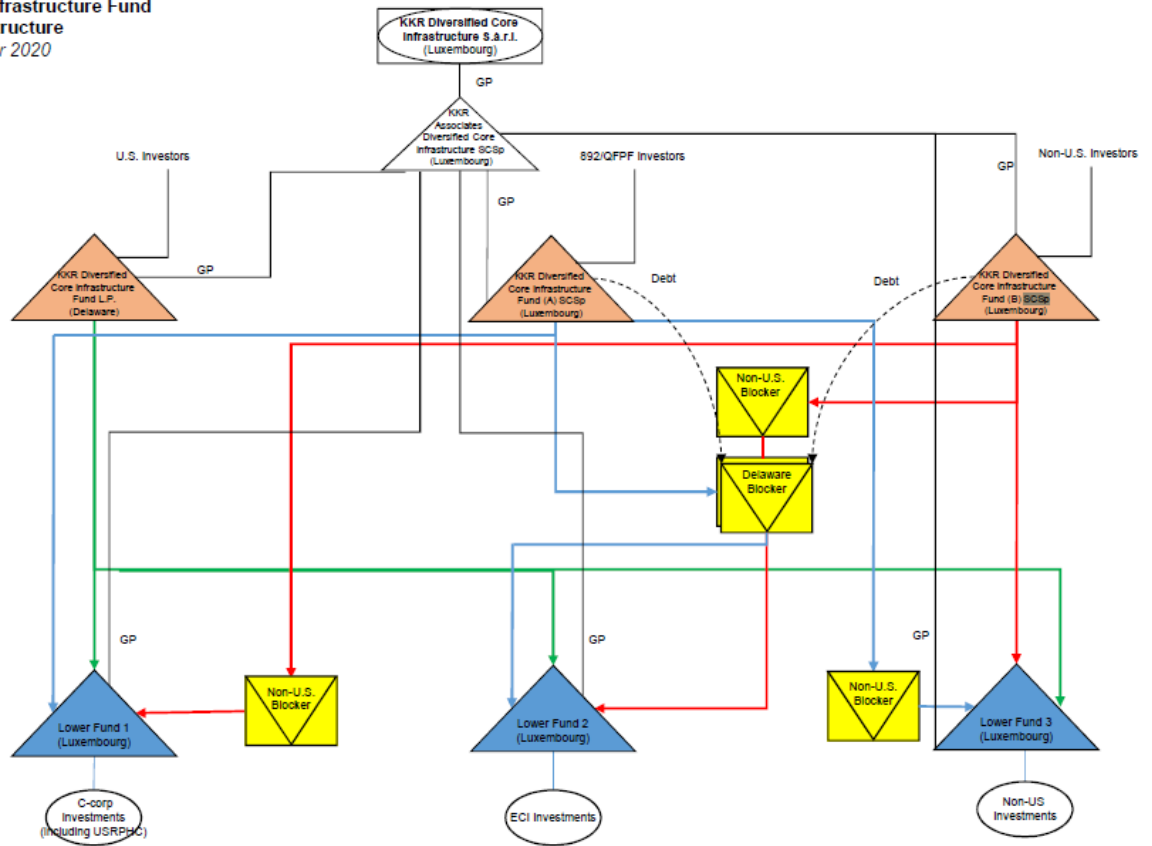 frastructure Fund
ructure
r 2020
KKR Diversified Core
Infrastructure S.à.r.l.
(Luxembourg)
GP
KKR
Associates
Diversified Core
Infrastructure SCSp
(Luxembourg)
U.S. Investors
892/QFPF Investors
Non-U.S. Investors
GP
GP
GP
KKR Diversified
Core Infrastructure
Fund L.P.
(Delaware)
KKR Diversified
Core Infrastructure
Fund (A) SCSp
(Luxembourg)
Debt
Debt
KKR Diversified
Core Infrastructure
Fund (B) SCSp
(Luxembourg)
Non-U.S.
Blocker
Delaware
Blocker
GP
GP
GP
Lower Fund 1
(Luxembourg)
Non-U.S.
Blocker
Lower Fund 2
(Luxembourg)
Non-U.S.
Blocker
Lower Fund 3
(Luxembourg)
C-corp
Investments
(including USRPHC)
ECI Investments
Non-US
Investments